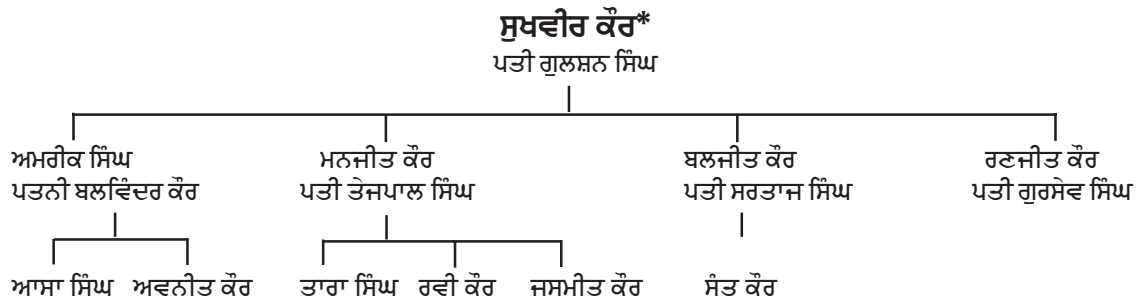 ਸੁਖਵੀਰ ਕੌਰ*
ਪਤੀ ਗੁਲਸ਼ਨ ਸਿੰਘ
ਅਮਰੀਕ ਸਿੰਘ ਮਨਜੀਤ ਕੌਰ ਬਲਜੀਤ ਕੌਰ ਰਣਜੀਤ ਕੌਰ
ਪਤਨੀ ਬਲਵਿੰਦਰ ਕੌਰ ਪਤੀ ਤੇਜਪਾਲ ਸਿੰਘ ਪਤੀ ਸਰਤਾਜ ਸਿੰਘ ਪਤੀ ਗੁਰਸੇਵ ਸਿੰਘ
ਆਸਾ ਸਿੰਘ ਅਵਨੀਤ ਕੌਰ ਤਾਰਾ ਸਿੰਘ ਰਵੀ ਕੌਰ ਜਸਮੀਤ ਕੌਰ ਸੰਤ ਕੌਰ